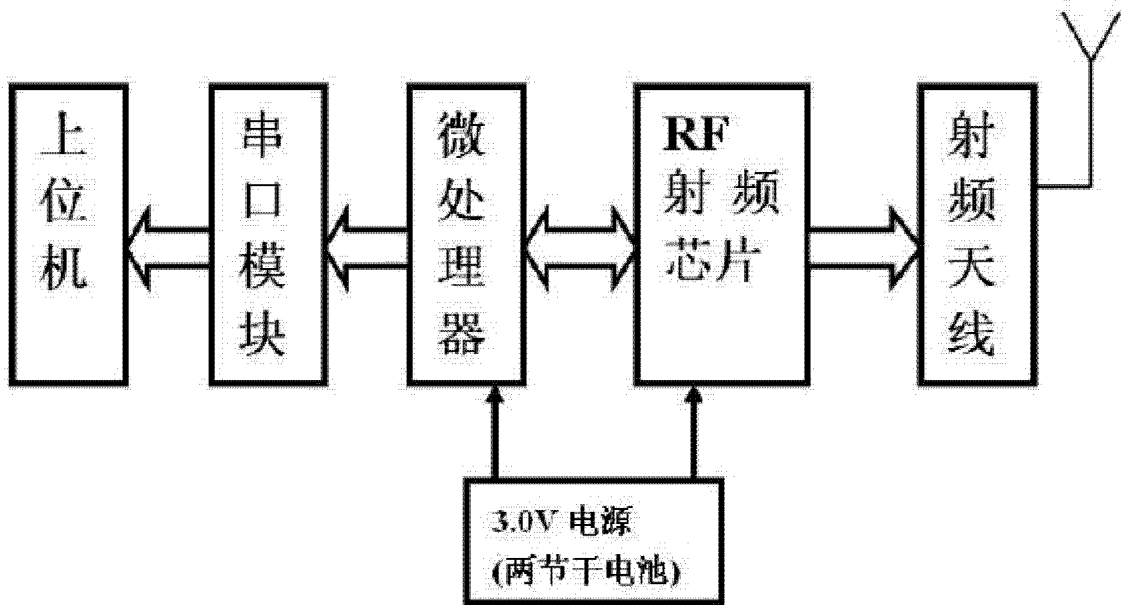 上位机
串口模块
微处理器
RF
射频
芯片
射频天线
3.0V 电源
(两节干电池)